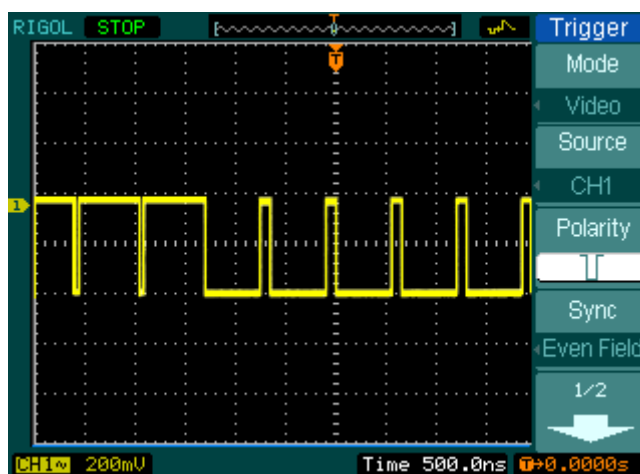 RIGOL STOP
T
T
1
Trigger
Mode
Video
Source
CH1
Polarity
Sync
Even Field
1/2
CH1~ 200mV Time 500.0ns T→0.0000s